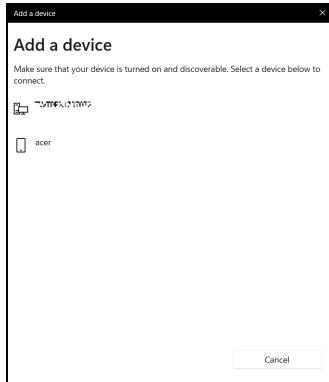 Add a device
Add a device
Make sure that your device is turned on and discoverable. Select a device below to
connect.
acer
Cancel